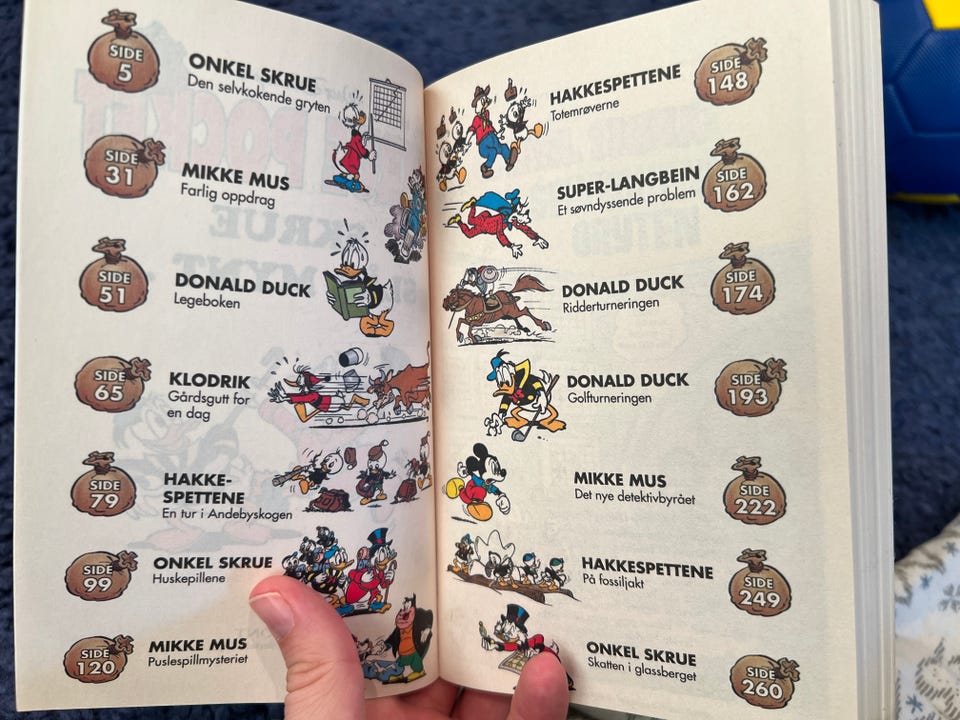 SIDE
5
ONKEL SKRUE
Den selvkokende gryten
SIDE
31
MIKKE MUS
Farlig oppdrag
SIDE
51
DONALD DUCK
Legeboken
SIDE
65
KLODRIK
Gårdsgutt for
en dag
SIDE
79
HAKKE-
SPETTENE
En tur i Andebyskogen
SIDE
99
ONKEL SKRUE
Huskepillene
SIDE
120
MIKKE MUS
Puslespillmysteriet
HAKKESPETTENE
Totemrøverne
SIDE
148
SUPER-LANGBEIN
Et søvndyssende problem
SIDE
162
DONALD DUCK
Ridderturneringen
SIDE
174
DONALD DUCK
Golfturneringen
SIDE
193
MIKKE MUS
Det nye detektivbyrået
SIDE
222
HAKKESPETTENE
På fossiljakt
SIDE
249
ONKEL SKRUE
Skatten i glassberget
SIDE
260